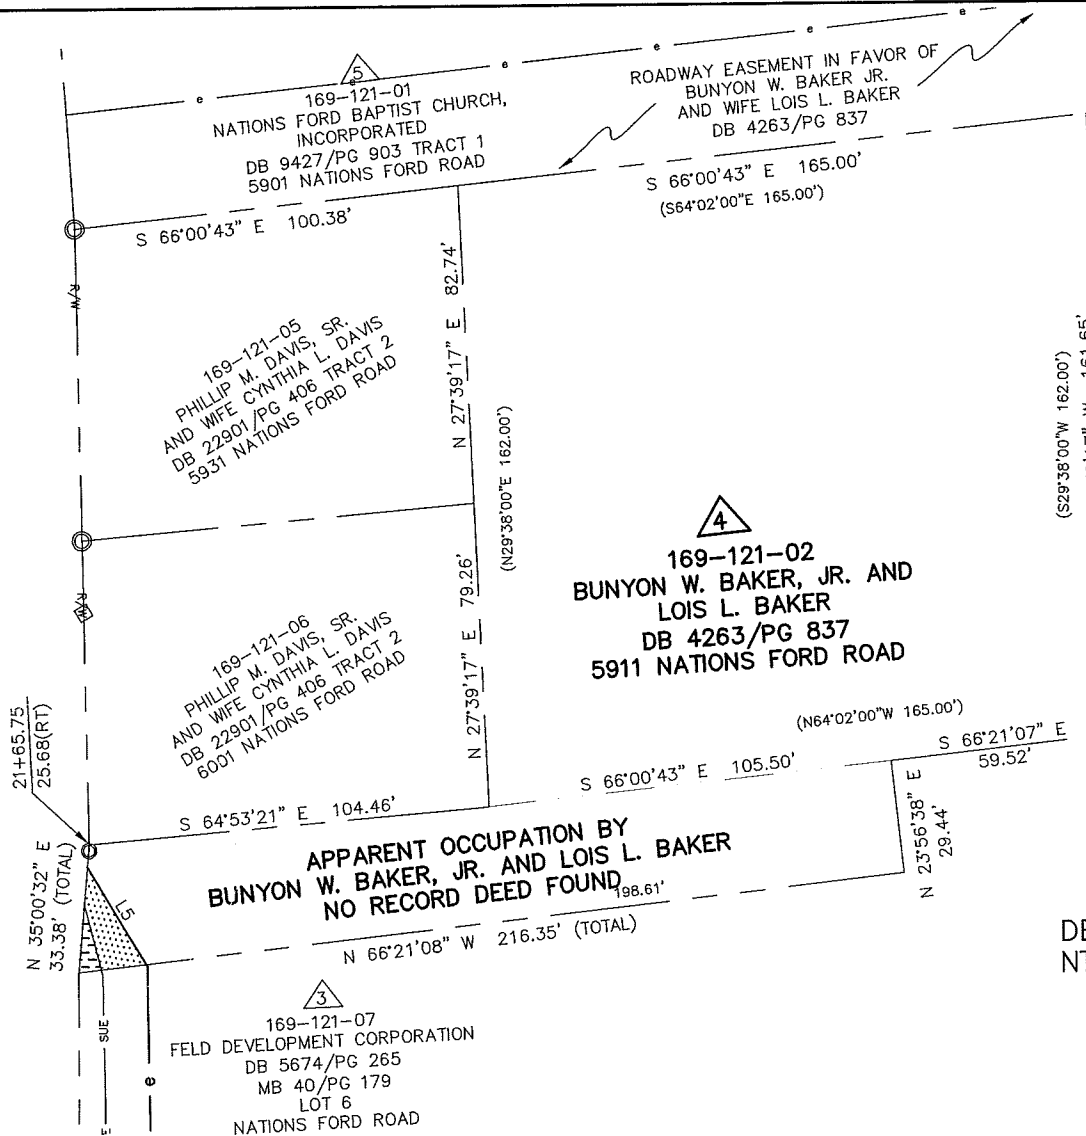 5
169-121-01
NATIONS FORD BAPTIST CHURCH,
INCORPORATED
DB 9427/PG 903 TRACT 1
5901 NATIONS FORD ROAD
ROADWAY EASEMENT IN FAVOR OF
BUNYON W. BAKER JR.
AND WIFE LOIS L. BAKER
DB 4263/PG 837
S 66°00'43" E 165.00'
(S64°02'00"E 165.00')
S 66°00'43" E 100.38'
R/W
169-121-05
PHILLIP M. DAVIS, SR.
AND WIFE CYNTHIA L. DAVIS
DB 22901/PG 406 TRACT 2
5931 NATIONS FORD ROAD
N 27°39'17" E 82.74'
(N29°38'00"E 162.00')
(S29°38'00"W 162.00')
W 161.65'
4
169-121-02
BUNYON W. BAKER, JR. AND
LOIS L. BAKER
DB 4263/PG 837
5911 NATIONS FORD ROAD
R/W
169-121-06
PHILLIP M. DAVIS, SR.
AND WIFE CYNTHIA L. DAVIS
DB 22901/PG 406 TRACT 2
6001 NATIONS FORD ROAD
N 27°39'17" E 79.26'
(N64°02'00"W 165.00')
S 66°21'07" E
59.52'
S 66°00'43" E 105.50'
21+65.75
25.68(RT)
S 64°53'21" E 104.46'
APPARENT OCCUPATION BY
BUNYON W. BAKER, JR. AND LOIS L. BAKER
NO RECORD DEED FOUND
198.61'
N 23°56'38" E
29.44'
N 35°00'32" E
33.38' (TOTAL)
L5
N 66°21'08" W 216.35' (TOTAL)
DE
NT
3
169-121-07
FELD DEVELOPMENT CORPORATION
DB 5674/PG 265
MB 40/PG 179
LOT 6
NATIONS FORD ROAD
SUE
e